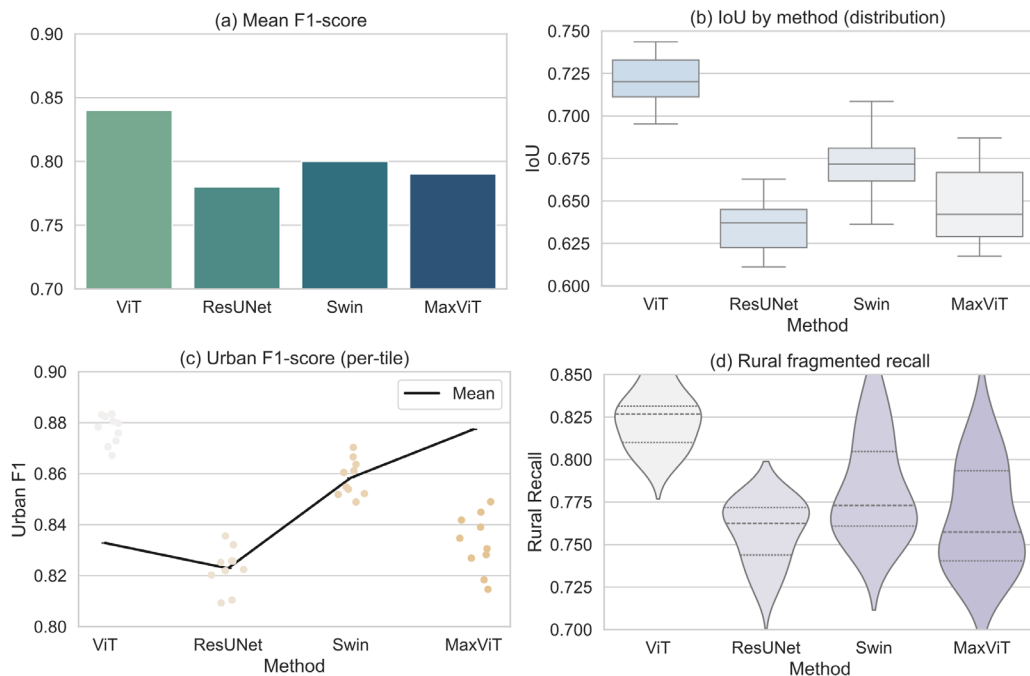 (a) Mean F1-score
0.90
0.85
0.80
0.75
0.70
ViT ResUNet Swin MaxViT
(b) IoU by method (distribution)
0.750
0.725
0.700
0.675
0.650
0.625
0.600
IoU
ViT ResUNet Swin MaxViT
Method
(c) Urban F1-score (per-tile)
0.90
0.88
0.86
0.84
0.82
0.80
Urban F1
Mean
ViT ResUNet Swin MaxViT
Method
(d) Rural fragmented recall
0.850
0.825
0.800
0.775
0.750
0.725
0.700
Rural Recall
ViT ResUNet Swin MaxViT
Method